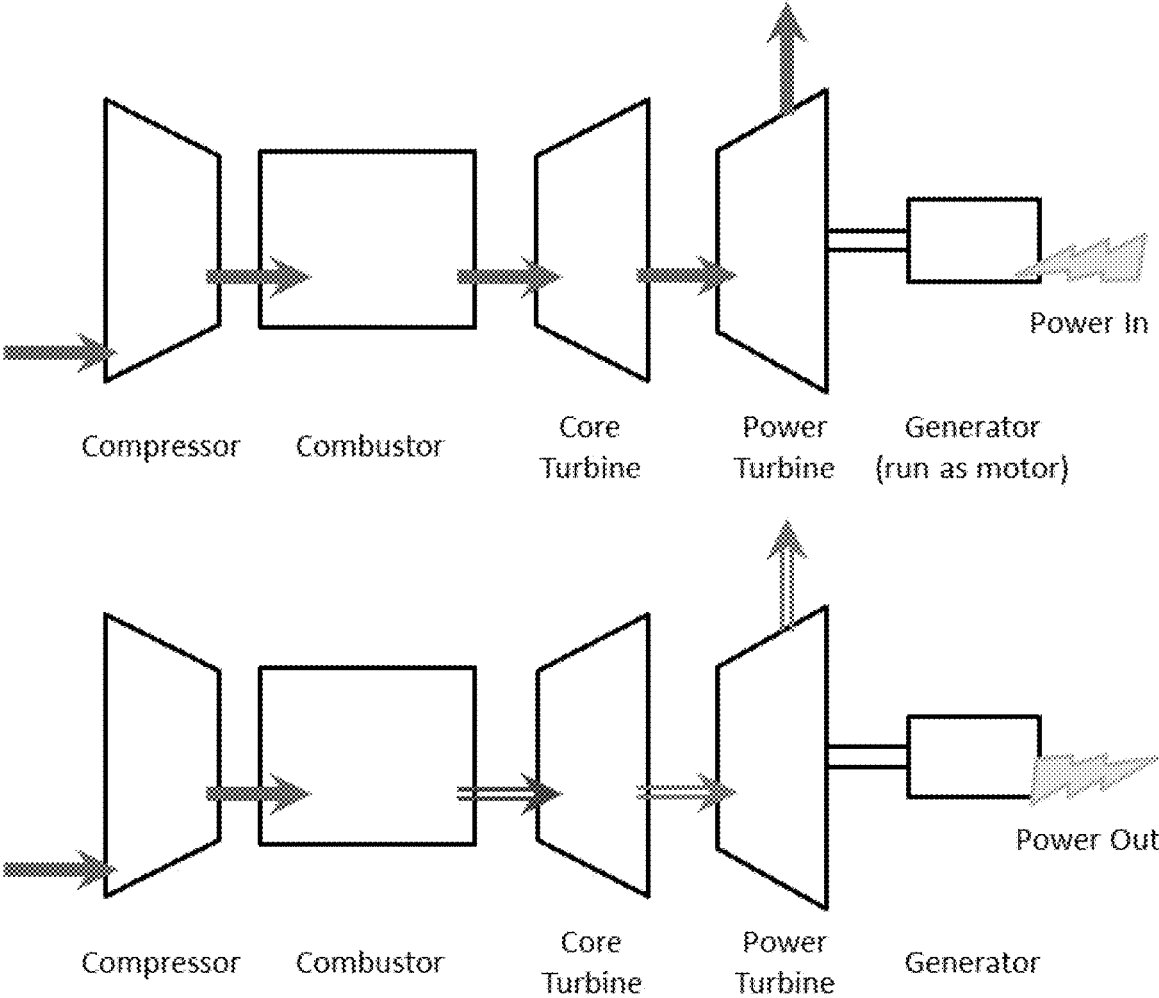 Power In
Compressor
Combustor
Core
Turbine
Power
Turbine
Generator
(run as motor)
Power Out
Compressor
Combustor
Core
Turbine
Power
Turbine
Generator